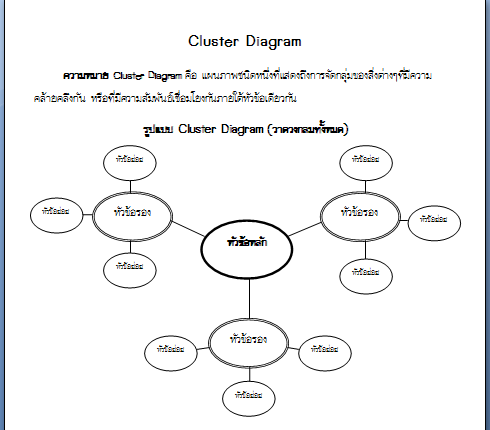 Cluster Diagram
ความหมาย Cluster Diagram คือ แผนภาพชนิดหนึ่งที่แสดงถึงการจัดกลุ่มของสิ่งต่างๆที่มีความ
คล้ายคลึงกัน หรือที่มีความสัมพันธ์เชื่อมโยงกันภายใต้หัวข้อเดียวกัน
รูปแบบ Cluster Diagram (วาดวงกลมทั้งหมด)
หัวข้อย่อย
หัวข้อย่อย
หัวข้อย่อย
หัวข้อรอง
หัวข้อรอง
หัวข้อย่อย
หัวข้อหลัก
หัวข้อย่อย
หัวข้อย่อย
หัวข้อรอง
หัวข้อย่อย
หัวข้อย่อย
หัวข้อย่อย